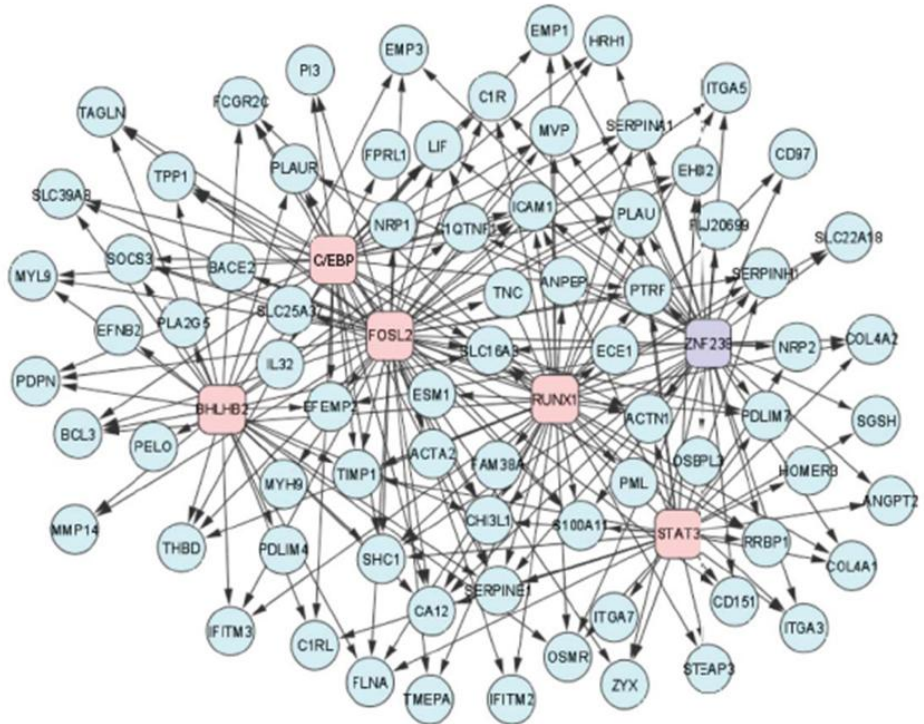 EMP1
HRH1
EMP3
PI3
ITGA5
C1R
FCGR2C
TAGLN
MVP
SERPINA1
LIF
FPRL1
CD97
PLAUR
EHD2
TPP1
SLC39A8
ICAM1
PLAU
NRP1
C1QTNF1
FLJ20699
SLC22A18
SOCS3
BACE2
C/EBP
MYL9
SERPINH1
ANPEP
PTRF
TNC
SLC25A3
PLA2G5
EFNB2
FOSL2
ZNF238
COL4A2
NRP2
ECE1
SLC16A3
IL32
PDPN
ESM1
RUNX1
BHLHB2
EFEMP2
ACTN1
PDLIM7
SGSH
BCL3
PELO
ACTA2
OSBPL3
HOMER3
FAM38A
TIMP1
MYH9
PML
ANGPT2
MMP14
CHI3L1
S100A11
STAT3
RRBP1
THBD
PDLIM4
SHC1
COL4A1
SERPINE1
CD151
CA12
ITGA7
ITGA3
IFITM3
C1RL
OSMR
STEAP3
FLNA
ZYX
TMEPA
IFITM2